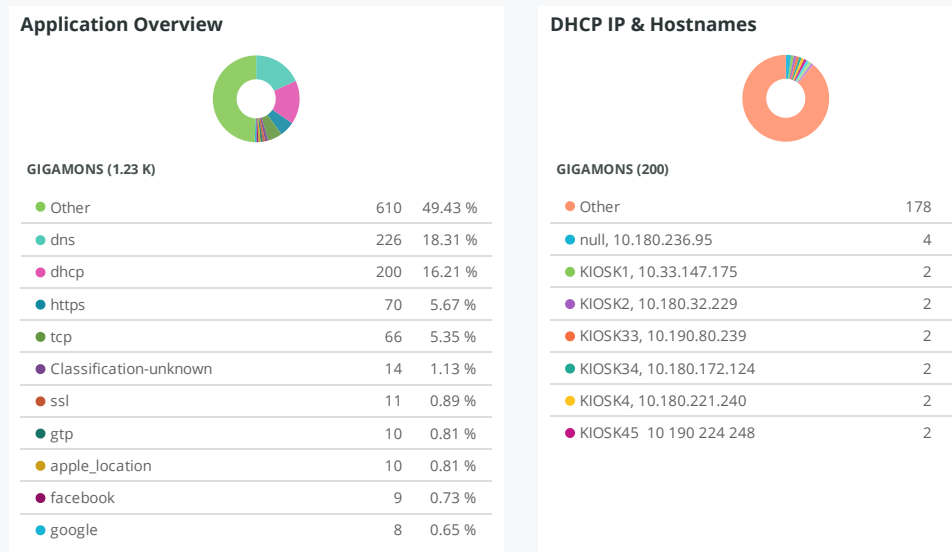 Application Overview
GIGAMONS (1.23 K)
Other 610 49.43 %
dns 226 18.31 %
dhcp 200 16.21 %
https 70 5.67 %
tcp 66 5.35 %
Classification-unknown 14 1.13 %
ssl 11 0.89 %
gtp 10 0.81 %
apple_location 10 0.81 %
facebook 9 0.73 %
google 8 0.65 %
DHCP IP & Hostnames
GIGAMONS (200)
Other 178
null, 10.180.236.95 4
KIOSK1, 10.33.147.175 2
KIOSK2, 10.180.32.229 2
KIOSK33, 10.190.80.239 2
KIOSK34, 10.180.172.124 2
KIOSK4, 10.180.221.240 2
KIOSK45 10 190 224 248 2